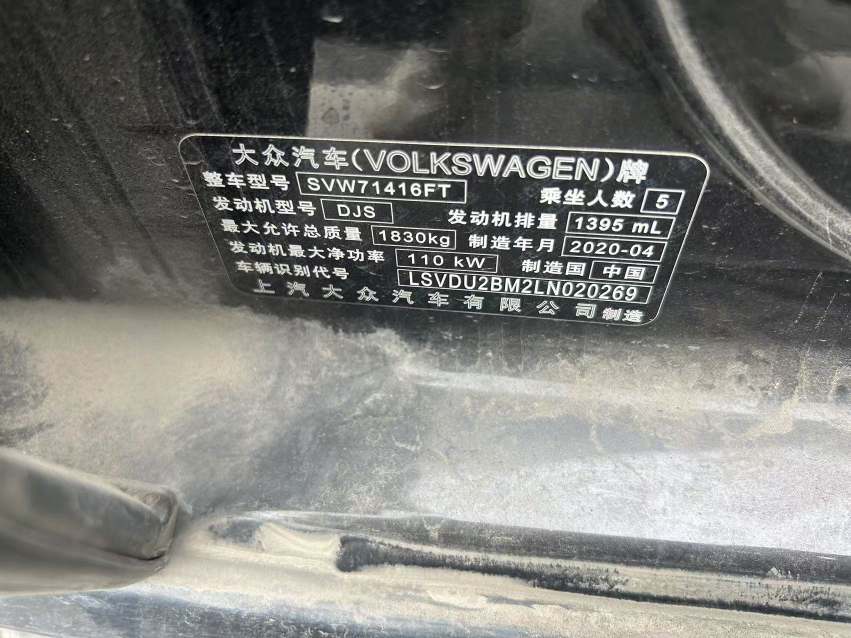 大众汽车(VOLKSWAGEN)牌
整车型号 SVW71416FT 乘坐人数 5
发动机型号 DJS 发动机排量 1395 mL
最大允许总质量 1830kg 制造年月 2020-04
发动机最大净功率 110 kW 制造国 中国
车辆识别代号 LSVDU2BM2LN020269
上汽大众汽车有限公司制造